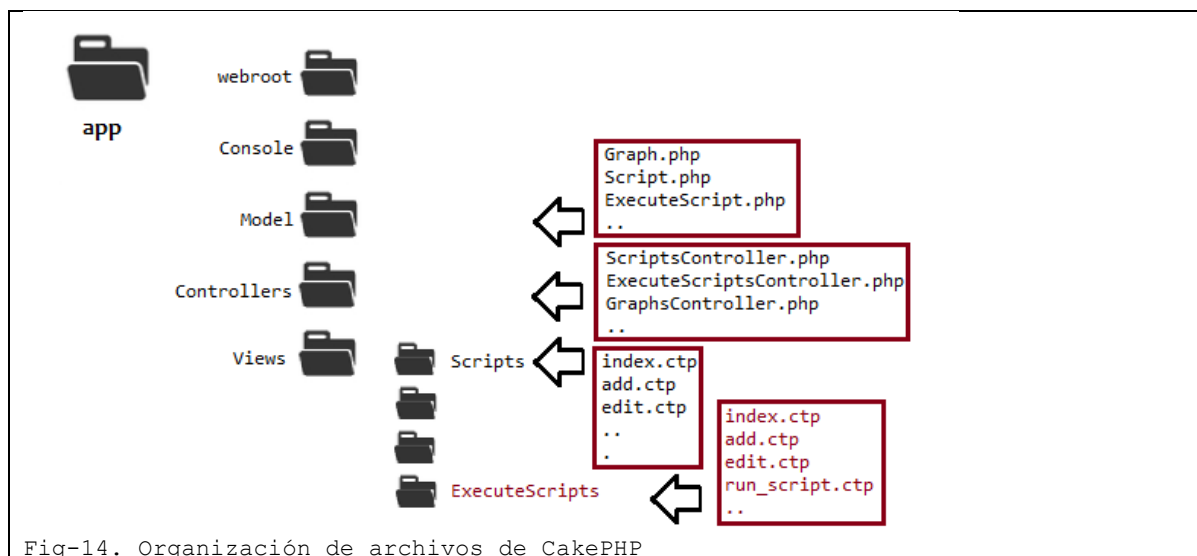 app
webroot
Console
Model
Controllers
Views
Graph.php
Script.php
ExecuteScript.php
..
ScriptsController.php
ExecuteScriptsController.php
GraphsController.php
..
Scripts
index.ctp
add.ctp
edit.ctp
..
.
ExecuteScripts
index.ctp
add.ctp
edit.ctp
run_script.ctp
..
Fig-14. Organización de archivos de CakePHP